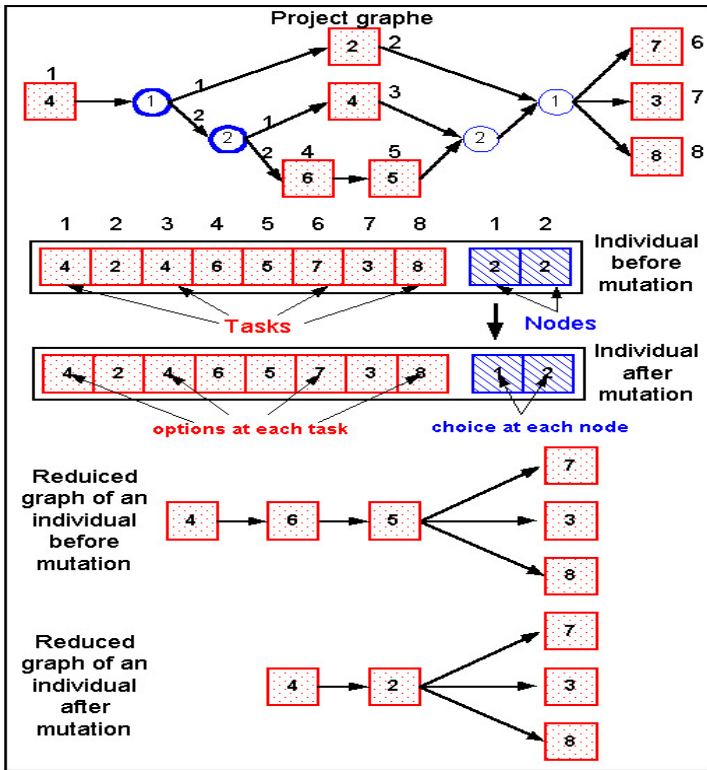 Project graphe
1
4
1
1
2
2
2
2
1
4
3
2
4
6
5
5
2
1
7
6
3
7
8
8
1 2 3 4 5 6 7 8 1 2
4 2 4 6 5 7 3 8 2 2
Individual
before
mutation
Tasks
Nodes
4 2 4 6 5 7 3 8 1 2
Individual
after
mutation
options at each task
choice at each node
Reduiced
graph of an
individual
before
mutation
4
6
5
7
3
8
Reduced
graph of an
individual
after
mutation
4
2
7
3
8